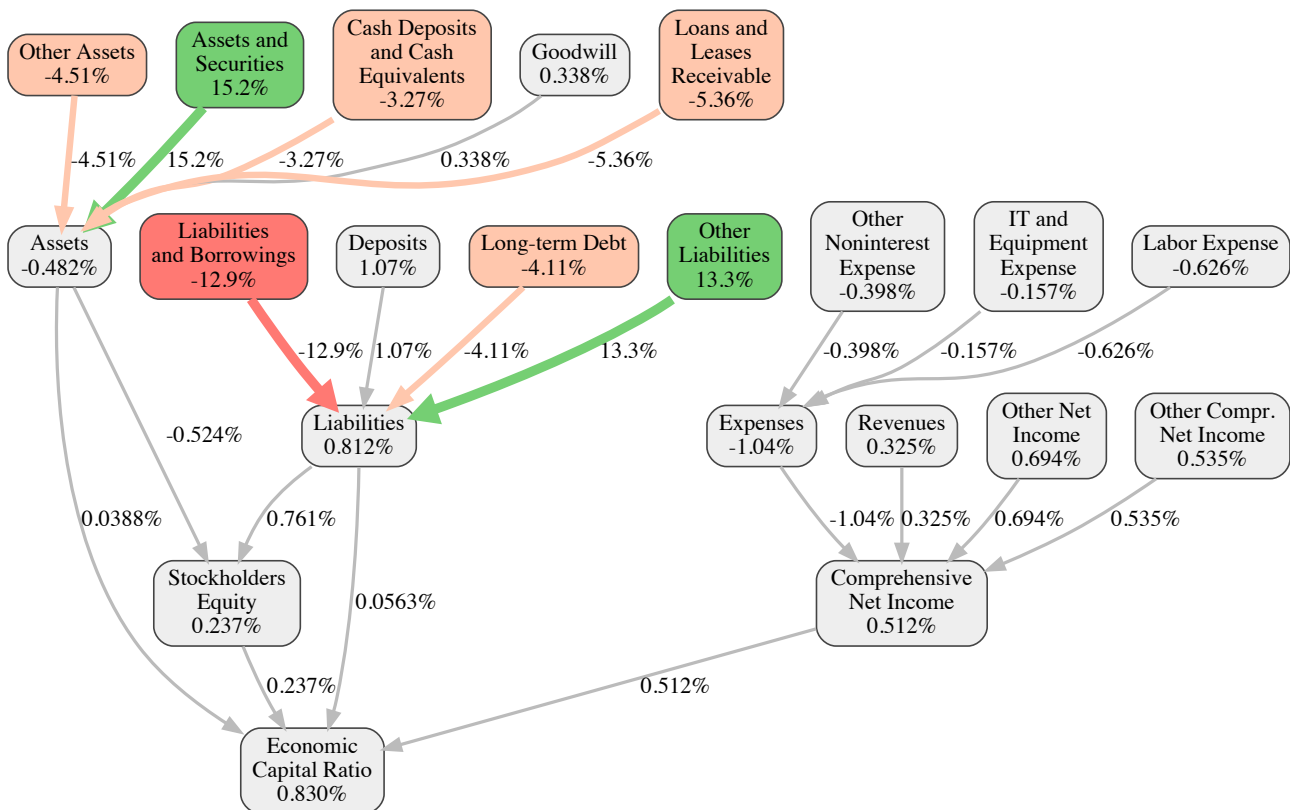 Other Assets
-4.51%
Assets and
Securities
15.2%
Cash Deposits
and Cash
Equivalents
-3.27%
Goodwill
0.338%
Loans and
Leases
Receivable
-5.36%
-4.51%
15.2%
-3.27%
0.338%
-5.36%
Assets
-0.482%
Liabilities
and Borrowings
-12.9%
Deposits
1.07%
Long-term Debt
-4.11%
Other
Liabilities
13.3%
Other
Noninterest
Expense
-0.398%
IT and
Equipment
Expense
-0.157%
Labor Expense
-0.626%
-12.9%
1.07%
-4.11%
13.3%
-0.398%
-0.157%
-0.626%
Liabilities
0.812%
Expenses
-1.04%
Revenues
0.325%
Other Net
Income
0.694%
Other Compr.
Net Income
0.535%
-0.524%
0.0388%
0.761%
0.0563%
-1.04%
0.325%
0.694%
0.535%
Stockholders
Equity
0.237%
Comprehensive
Net Income
0.512%
0.237%
0.512%
Economic
Capital Ratio
0.830%